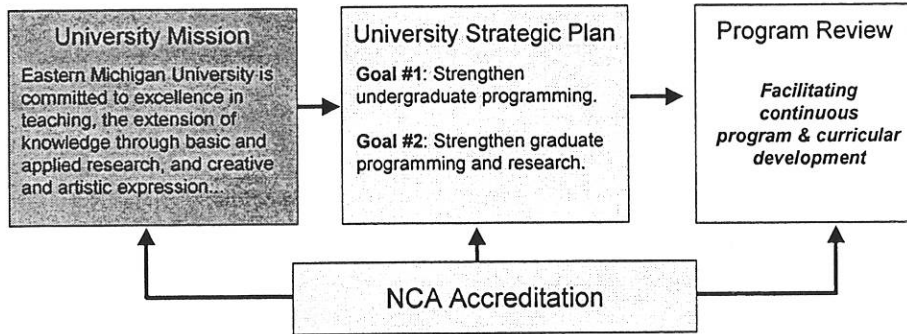 University Mission
Eastern Michigan University is
committed to excellence in
teaching, the extension of
knowledge through basic and
applied research, and creative
and artistic expression...
University Strategic Plan
Goal #1: Strengthen
undergraduate programming.
Goal #2: Strengthen graduate
programming and research.
Program Review
Facilitating
continuous
program & curricular
development
NCA Accreditation